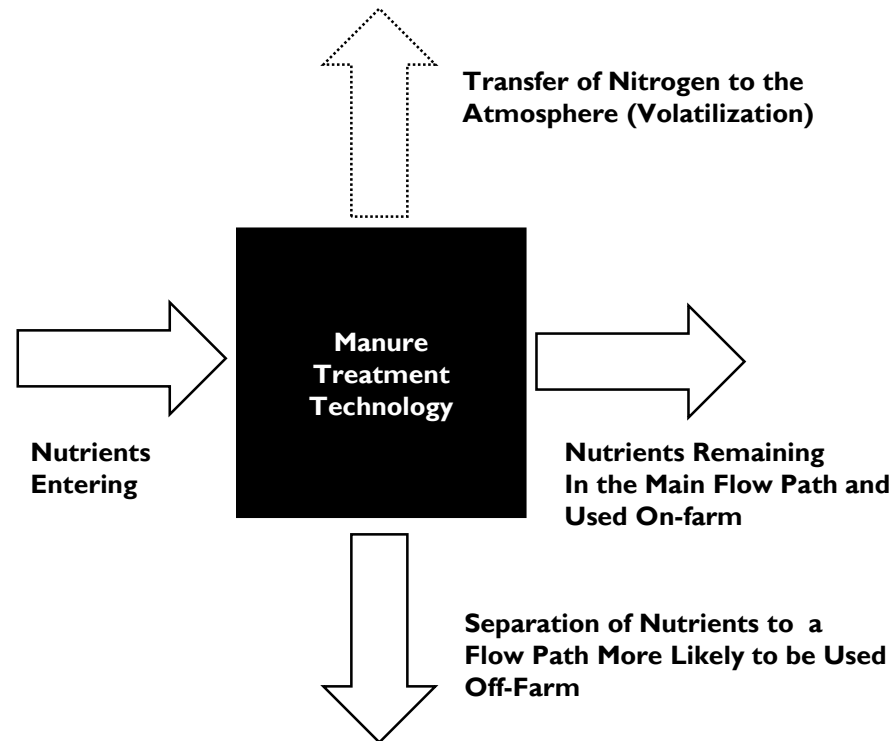 Transfer of Nitrogen to the
Atmosphere (Volatilization)
Manure
Treatment
Technology
Nutrients
Entering
Nutrients Remaining
In the Main Flow Path and
Used On-farm
Separation of Nutrients to  a
Flow Path More Likely to be Used
Off-Farm